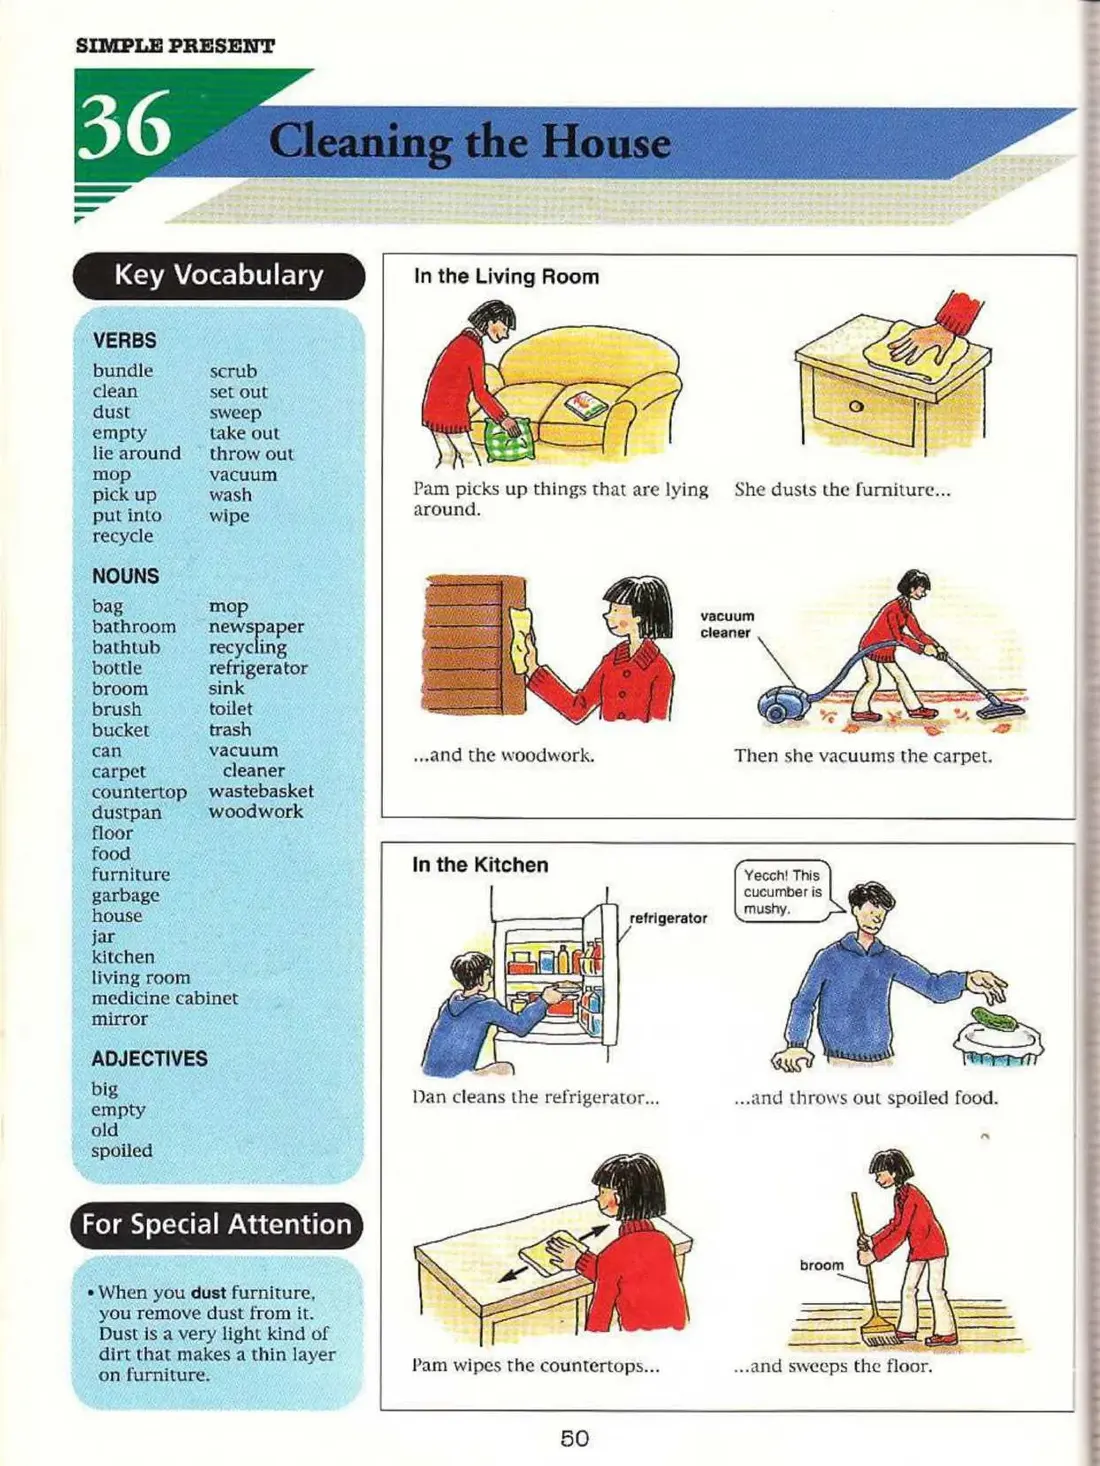 SIMPLE PRESENT
36
Cleaning the House
Key Vocabulary
VERBS
bundle
clean
dust
empty
lie around
mop
pick up
put into
recycle
scrub
set out
sweep
take out
throw out
vacuum
wash
wipe
NOUNS
bag
bathroom
bathtub
bottle
broom
brush
bucket
can
carpet
countertop
dustpan
floor
food
furniture
garbage
house
jar
kitchen
living room
medicine cabinet
mirror
mop
newspaper
recycling
refrigerator
sink
toilet
trash
vacuum
cleaner
wastebasket
woodwork
ADJECTIVES
big
empty
old
spoiled
For Special Attention
• When you dust furniture,
you remove dust from it.
Dust is a very light kind of
dirt that makes a thin layer
on furniture.
In the Living Room
Pam picks up things that are lying
around.
She dusts the furniture...
...and the woodwork.
vacuum
cleaner
Then she vacuums the carpet.
In the Kitchen
refrigerator
Dan cleans the refrigerator...
Yecch! This
cucumber is
mushy.
...and throws out spoiled food.
Pam wipes the countertops...
broom
...and sweeps the floor.
50